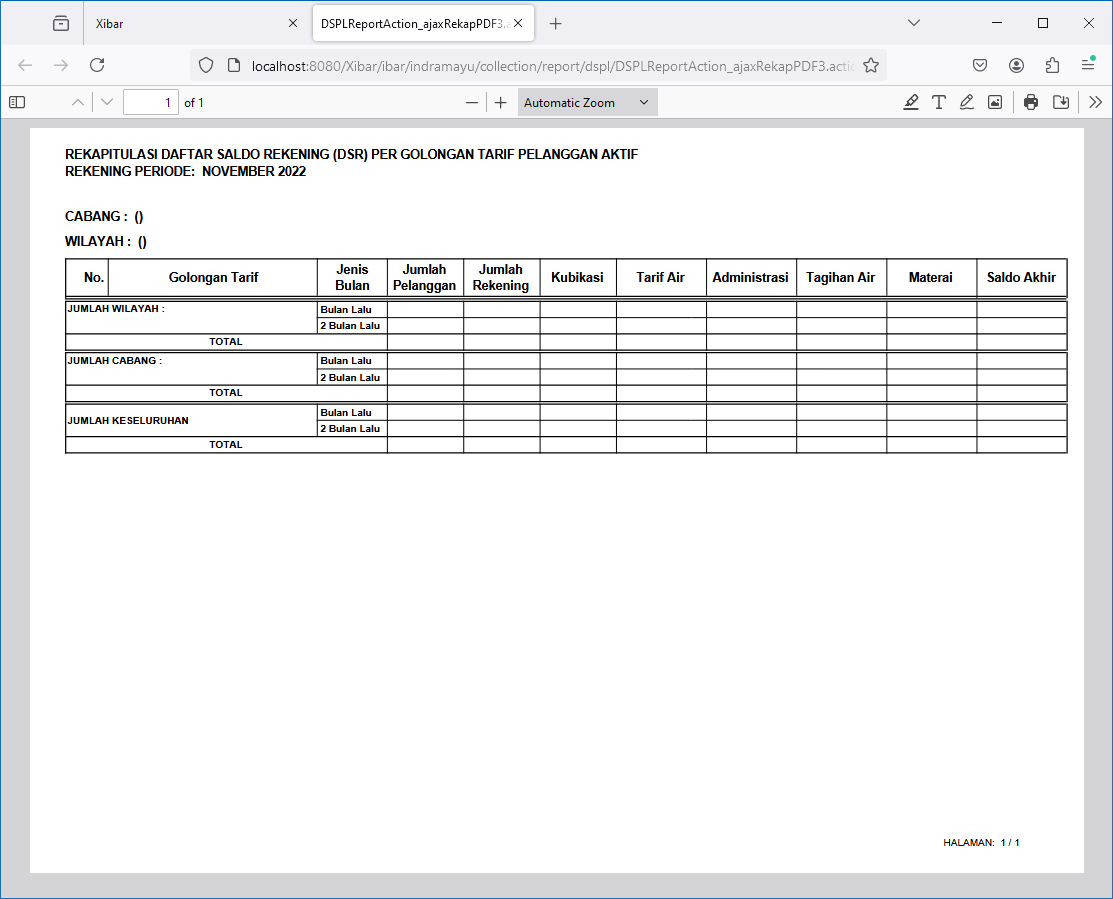 Xibar
DSPLReportAction_ajaxRekapPDF3.a
localhost:8080/Xibar/ibar/indramayu/collection/report/dspl/DSPLReportAction_ajaxRekapPDF3.actio
1 of 1
Automatic Zoom
REKAPITULASI DAFTAR SALDO REKENING (DSR) PER GOLONGAN TARIF PELANGGAN AKTIF
REKENING PERIODE: NOVEMBER 2022
CABANG : ()
WILAYAH : ()
No. Golongan Tarif Jenis Bulan Jumlah Pelanggan Jumlah Rekening Kubikasi Tarif Air Administrasi Tagihan Air Materai Saldo Akhir
JUMLAH WILAYAH : Bulan Lalu
2 Bulan Lalu
TOTAL
JUMLAH CABANG : Bulan Lalu
2 Bulan Lalu
TOTAL
JUMLAH KESELURUHAN Bulan Lalu
2 Bulan Lalu
TOTAL
HALAMAN: 1 / 1